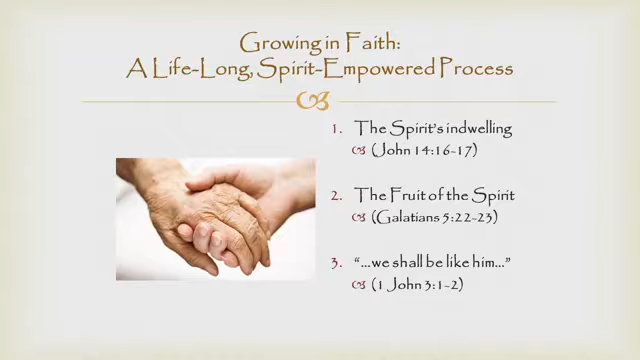 Growing in Faith:
A Life-Long, Spirit-Empowered Process
1. The Spirit's indwelling
(John 14:16-17)
2. The Fruit of the Spirit
(Galatians 5:22-23)
3. "...we shall be like him..."
(1 John 3:1-2)